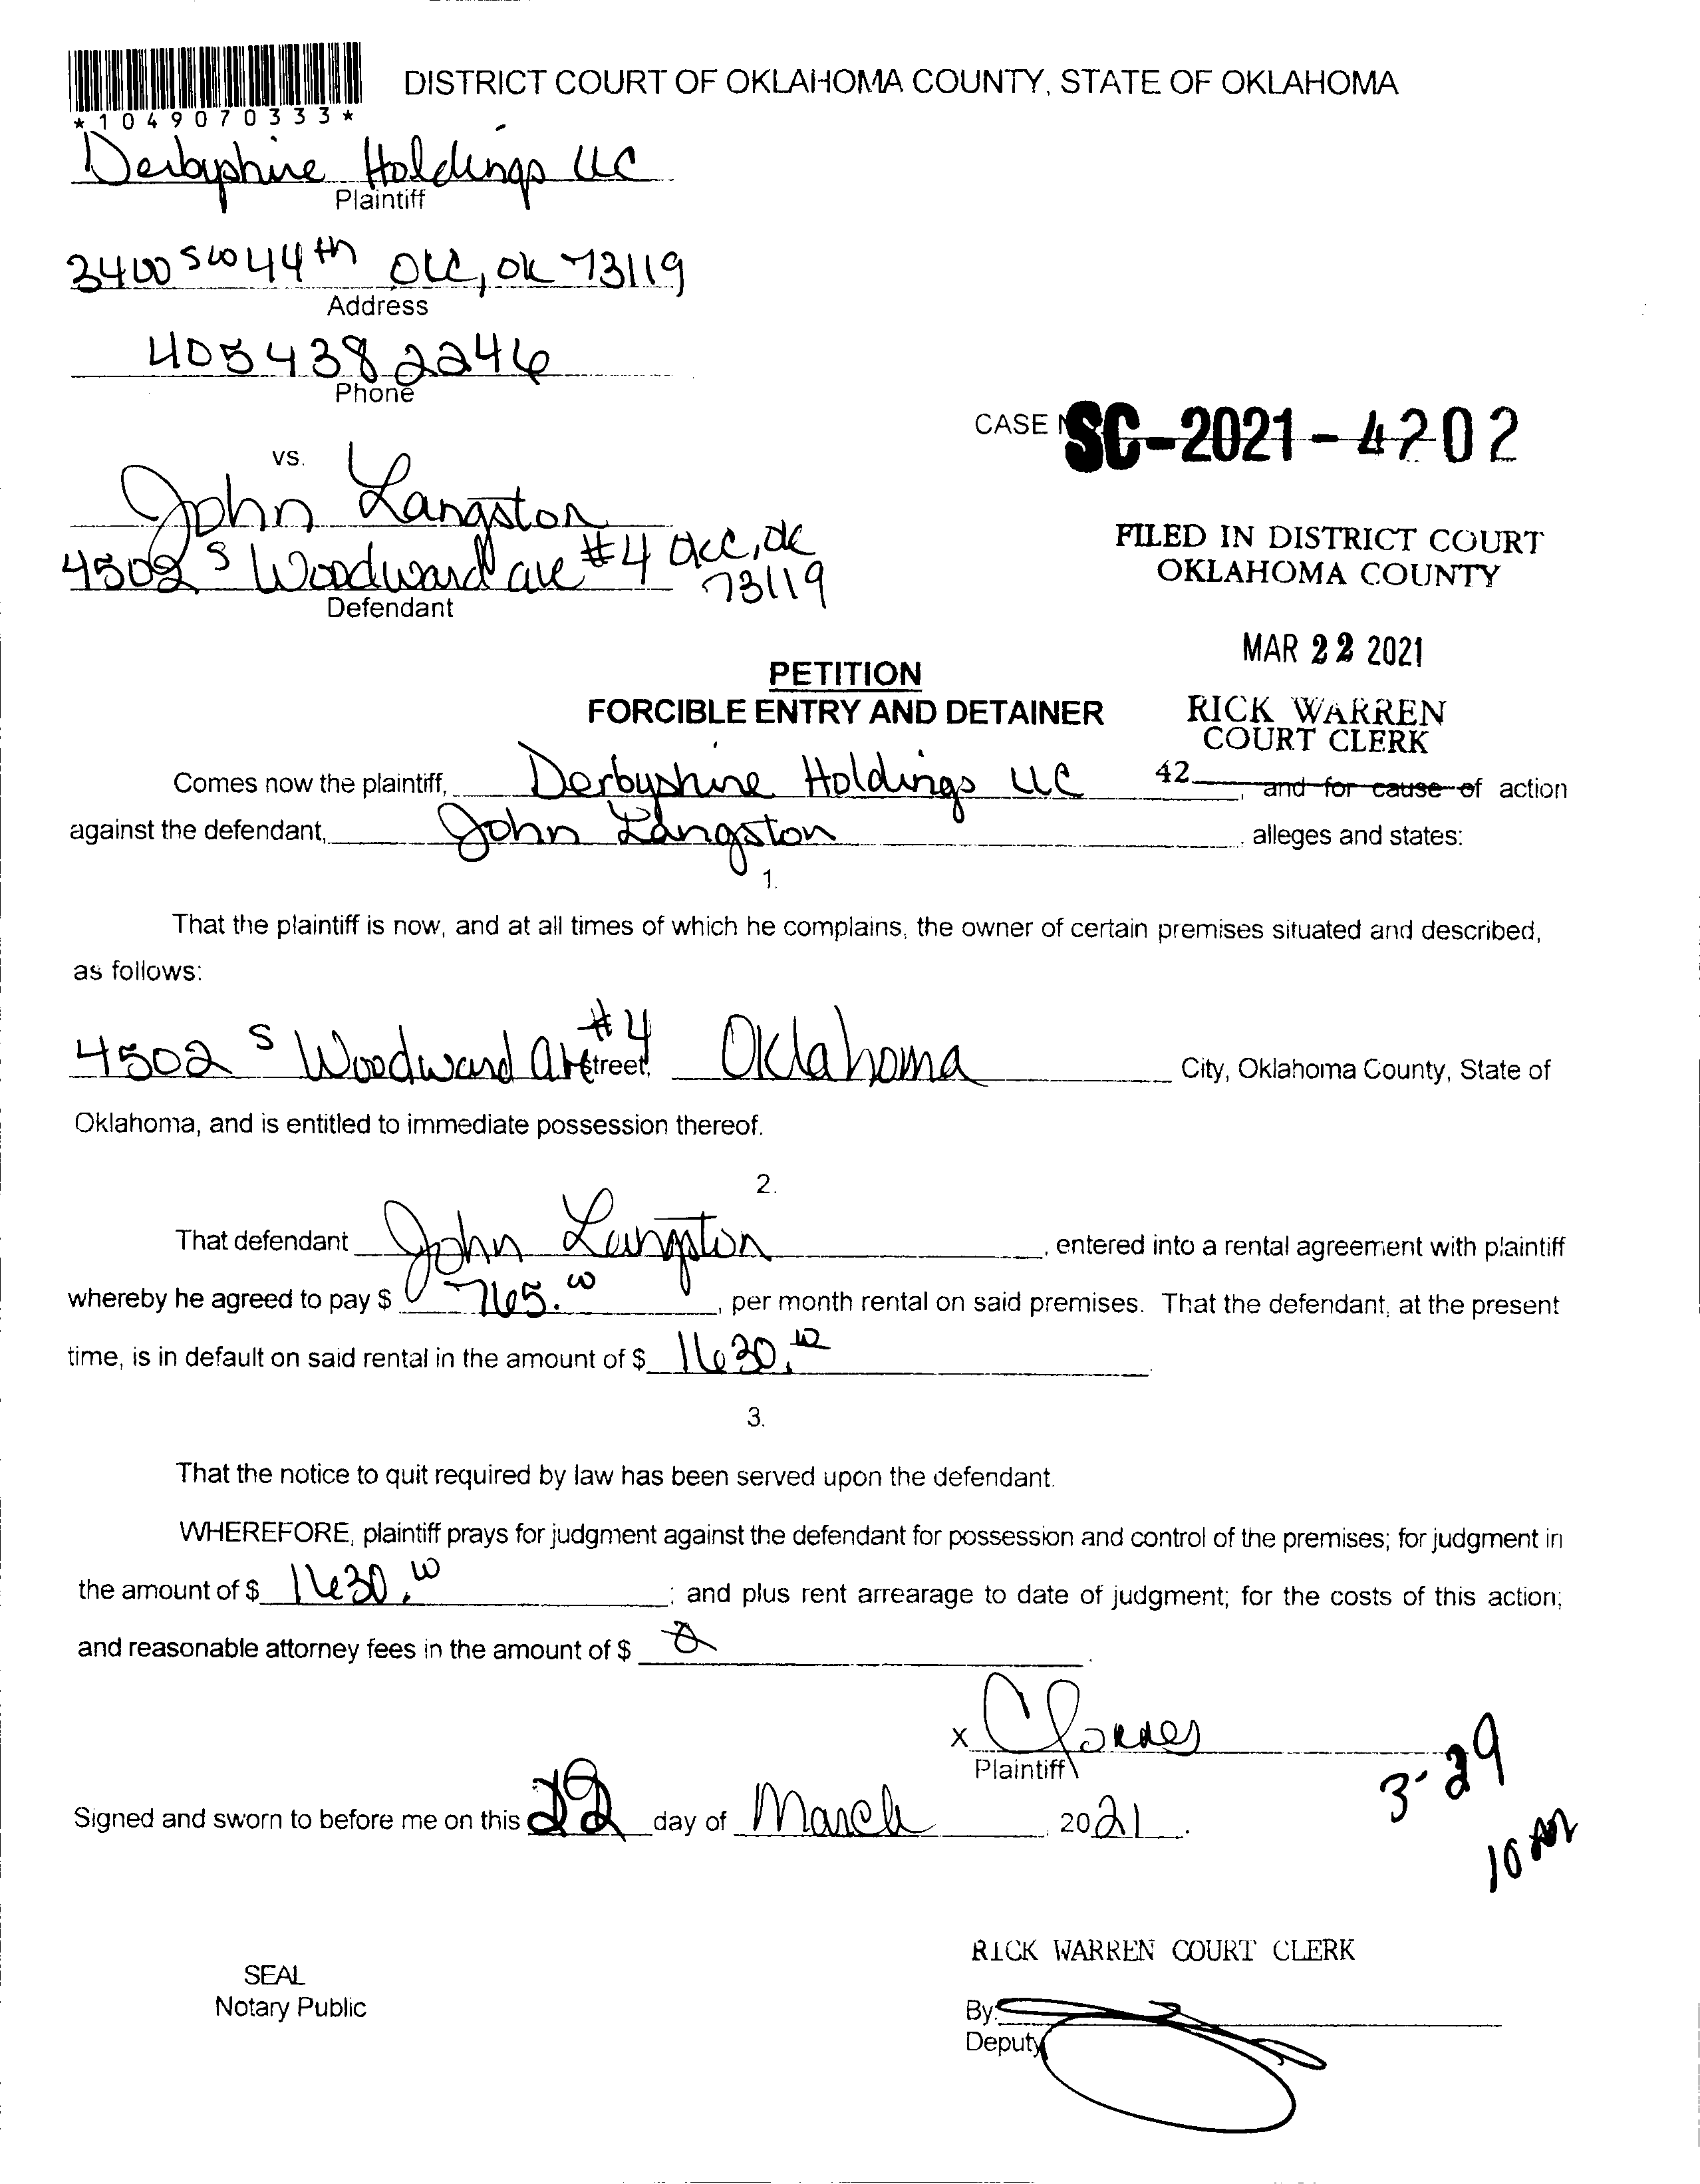 DISTRICT COURT OF OKLAHOMA COUNTY, STATE OF OKLAHOMA
*1049070333*
Derbyshire Holdings LLC
Plaintiff
3400 SW 44th OKC, OK 73119
Address
405 438 2246
Phone
CASE SC-2021-4202
vs.
John Langston
4502 S Woodward ave #4 OKC, OK
73119
Defendant
FILED IN DISTRICT COURT
OKLAHOMA COUNTY
MAR 22 2021
RICK WARREN
COURT CLERK
42
PETITION
FORCIBLE ENTRY AND DETAINER
Comes now the plaintiff, Derbyshire Holdings LLC, and for cause of action
against the defendant, John Langston alleges and states:
1.
That the plaintiff is now, and at all times of which he complains, the owner of certain premises situated and described,
as follows:
4502 S Woodward Ave #4 Street, Oklahoma City, Oklahoma County, State of
Oklahoma, and is entitled to immediate possession thereof.
2.
That defendant John Langston, entered into a rental agreement with plaintiff
whereby he agreed to pay $ 765.00, per month rental on said premises. That the defendant, at the present
time, is in default on said rental in the amount of $ 1630.00.
3.
That the notice to quit required by law has been served upon the defendant.
WHEREFORE, plaintiff prays for judgment against the defendant for possession and control of the premises; for judgment in
the amount of $ 1630.00; and plus rent arrearage to date of judgment; for the costs of this action;
and reasonable attorney fees in the amount of $ 0.
x
Plaintiff
3-29
10 AM
Signed and sworn to before me on this 22 day of March, 2021.
RICK WARREN COURT CLERK
SEAL
Notary Public
By:
Deputy